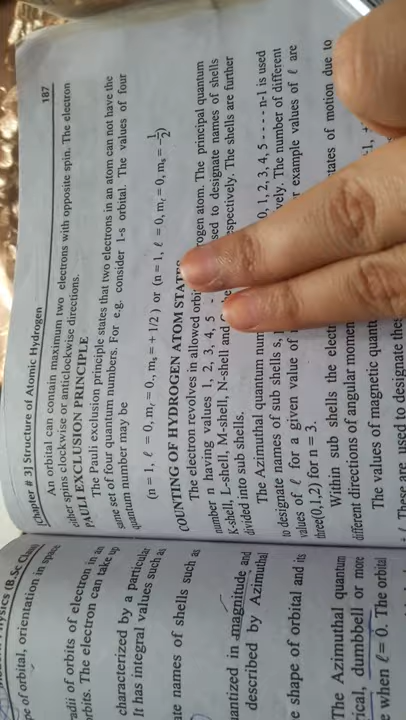 [Chapter # 3] Structure of Atomic Hydrogen 187
An orbital can contain maximum two electrons with opposite spin. The electron
either spins clockwise or anticlockwise directions.
PAULI EXCLUSION PRINCIPLE
The Pauli exclusion principle states that two electrons in an atom can not have the
same set of four quantum numbers. For e.g. consider 1-s orbital. The values of four
quantum number may be
(n = 1, ℓ = 0, mℓ = 0., ms = + 1/2 ) or (n = 1, ℓ = 0, mℓ = 0, ms = -1/2)
COUNTING OF HYDROGEN ATOM STATES
The electron revolves in allowed orbi rogen atom. The principal quantum
number n having values 1, 2, 3, 4, 5 - sed to designate names of shells
K-shell, L-shell, M-shell, N-shell and espectively. The shells are further
divided into sub shells.
The Azimuthal quantum num 0, 1, 2, 3, 4, 5 - - - - - n-1 is used
to designate names of sub shells s, vely. The number of different
values of ℓ for a given value of r example values of ℓ are
three(0,1,2) for n = 3.
Within sub shells the electr states of motion due to
different directions of angular momen
The values of magnetic quant -1, +
ℓ These are used to designate thes
ysics (B.Sc Cla
pe of orbital, orientation in space
adii of orbits of electron in as
rbits. The electron can take up
characterized by a particular
It has integral values such as
ate names of shells such as
antized in magnitude and
described by Azimuthal
e shape of orbital and its
The Azimuthal quantum
rical, dumbbell or more
e when ℓ = 0. The orbital